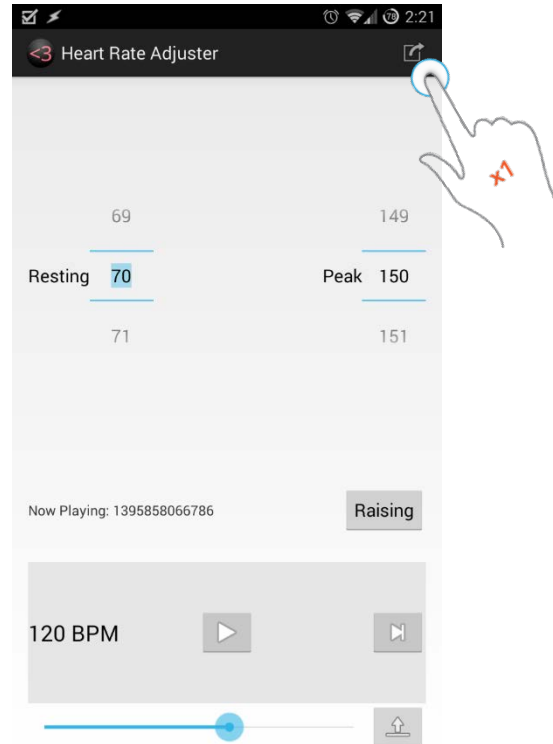 78 2:21
<3 Heart Rate Adjuster
x1
69 149
Resting 70 Peak 150
71 151
Now Playing: 1395858066786 Raising
120 BPM